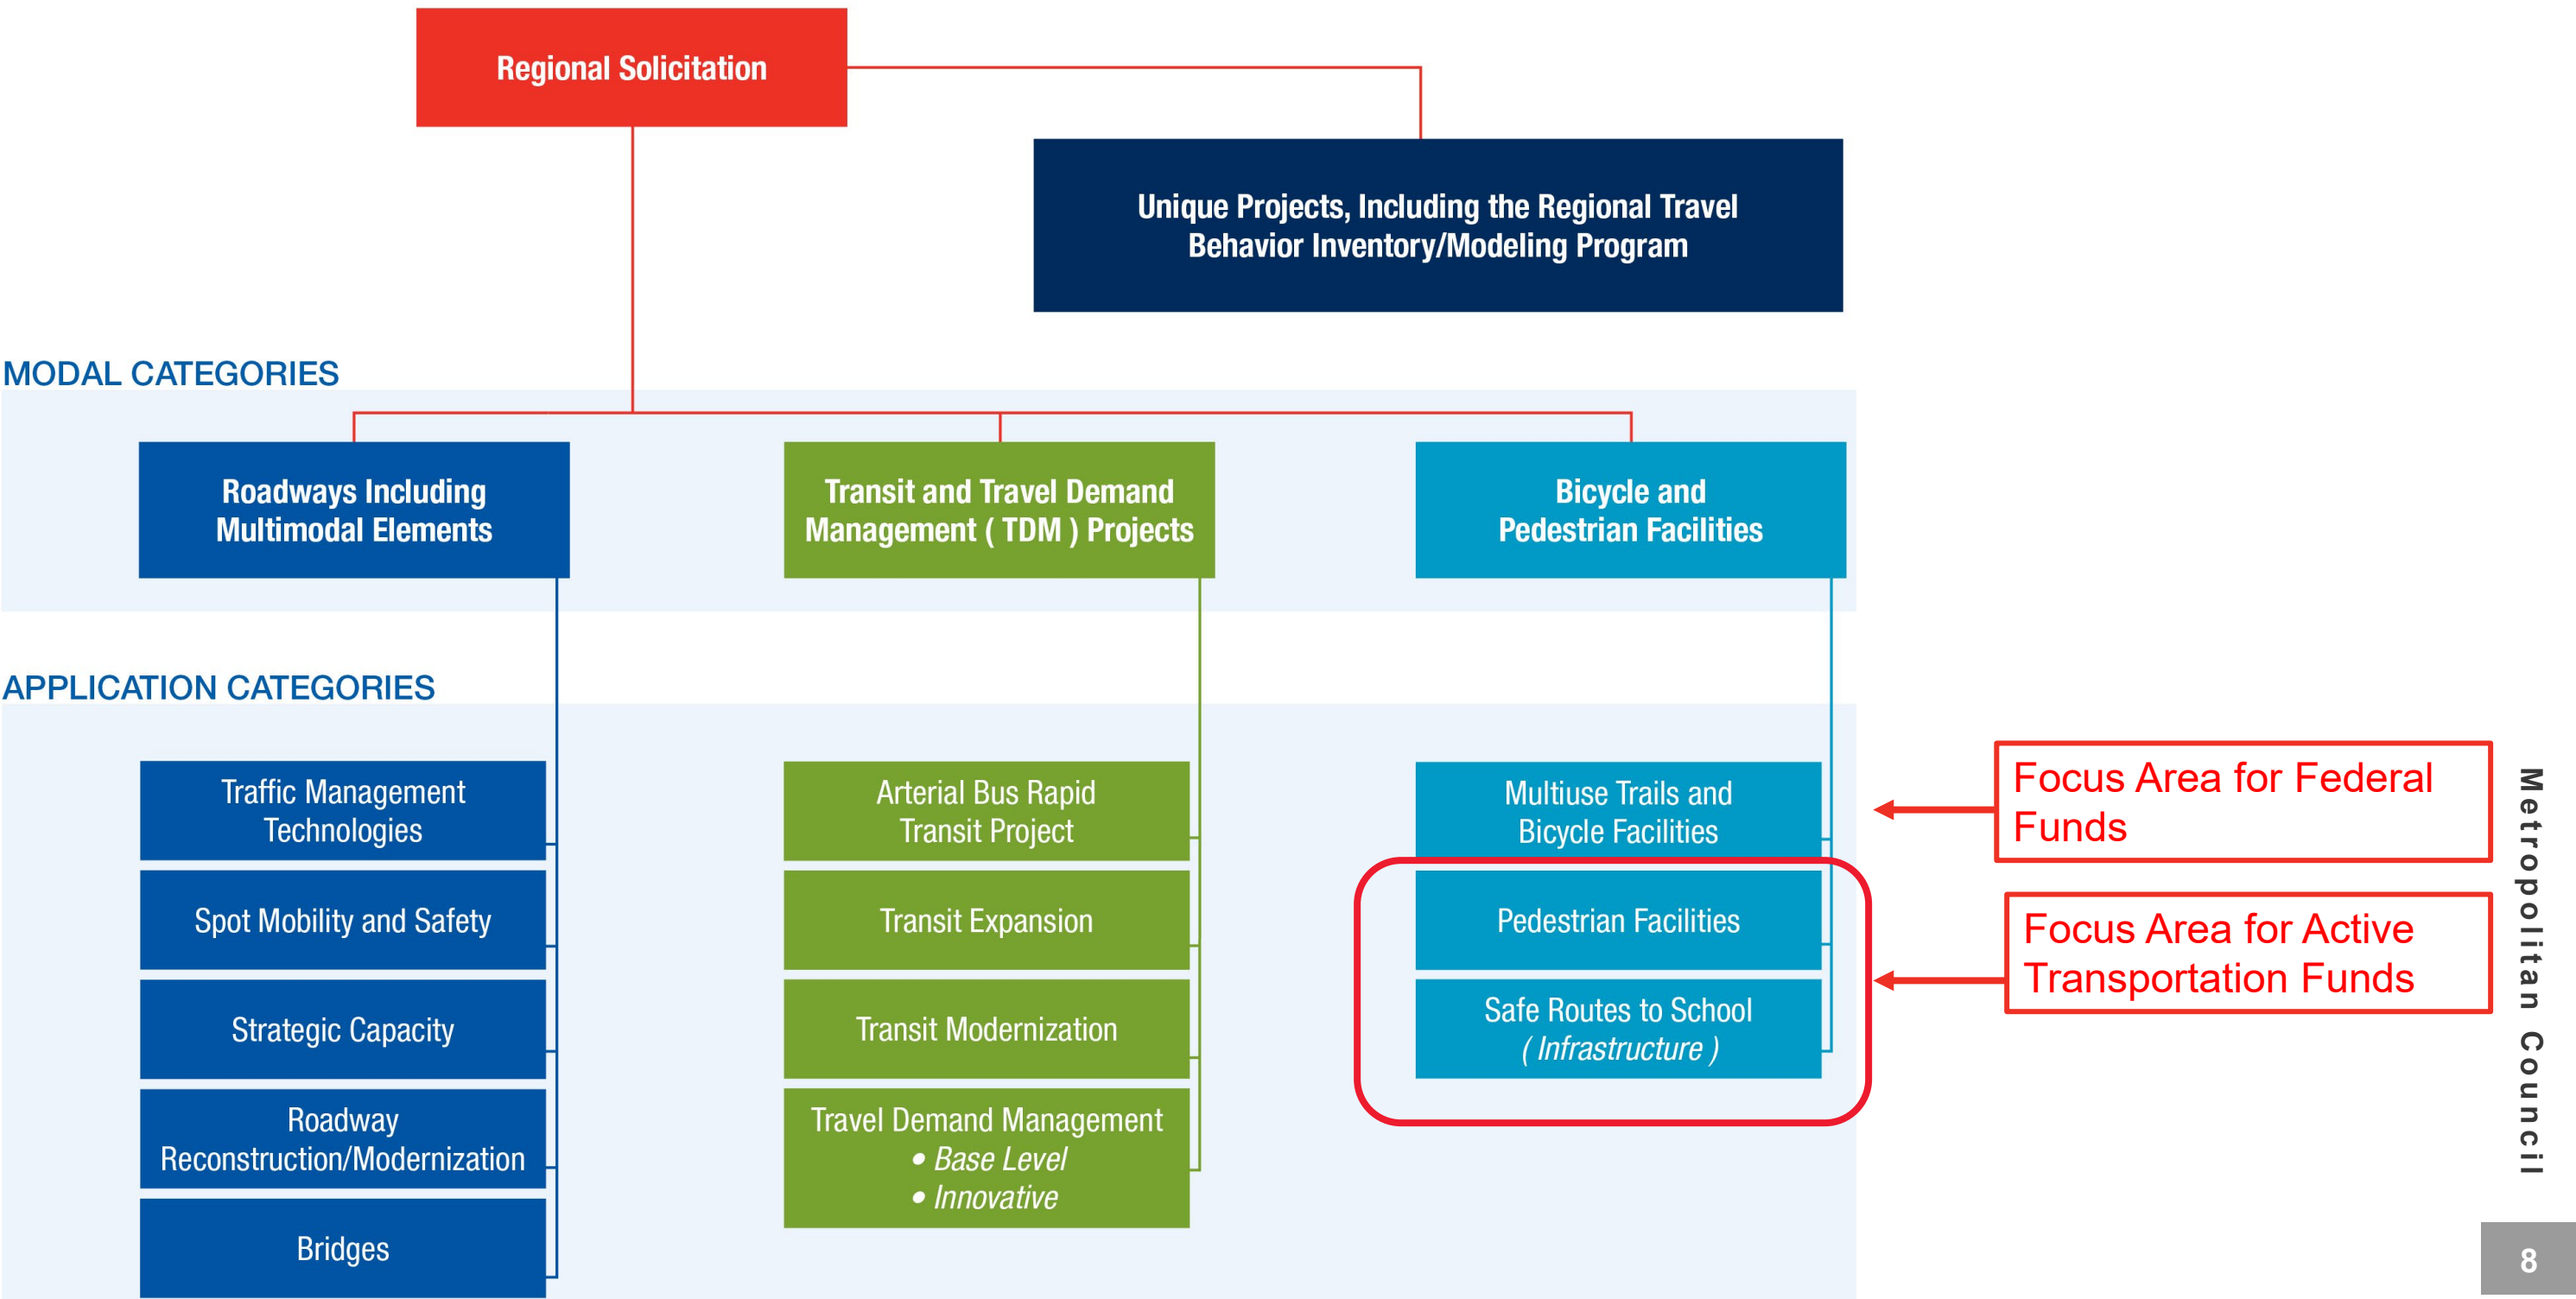 Regional Solicitation
Unique Projects, Including the Regional Travel
Behavior Inventory/Modeling Program
MODAL CATEGORIES
Roadways Including
Multimodal Elements
Transit and Travel Demand
Management ( TDM ) Projects
Bicycle and
Pedestrian Facilities
APPLICATION CATEGORIES
Traffic Management
Technologies
Spot Mobility and Safety
Strategic Capacity
Roadway
Reconstruction/Modernization
Bridges
Arterial Bus Rapid
Transit Project
Transit Expansion
Transit Modernization
Travel Demand Management
• Base Level
• Innovative
Multiuse Trails and
Bicycle Facilities
Pedestrian Facilities
Safe Routes to School
( Infrastructure )
Focus Area for Federal
Funds
Focus Area for Active
Transportation Funds
Metropolitan Council
8